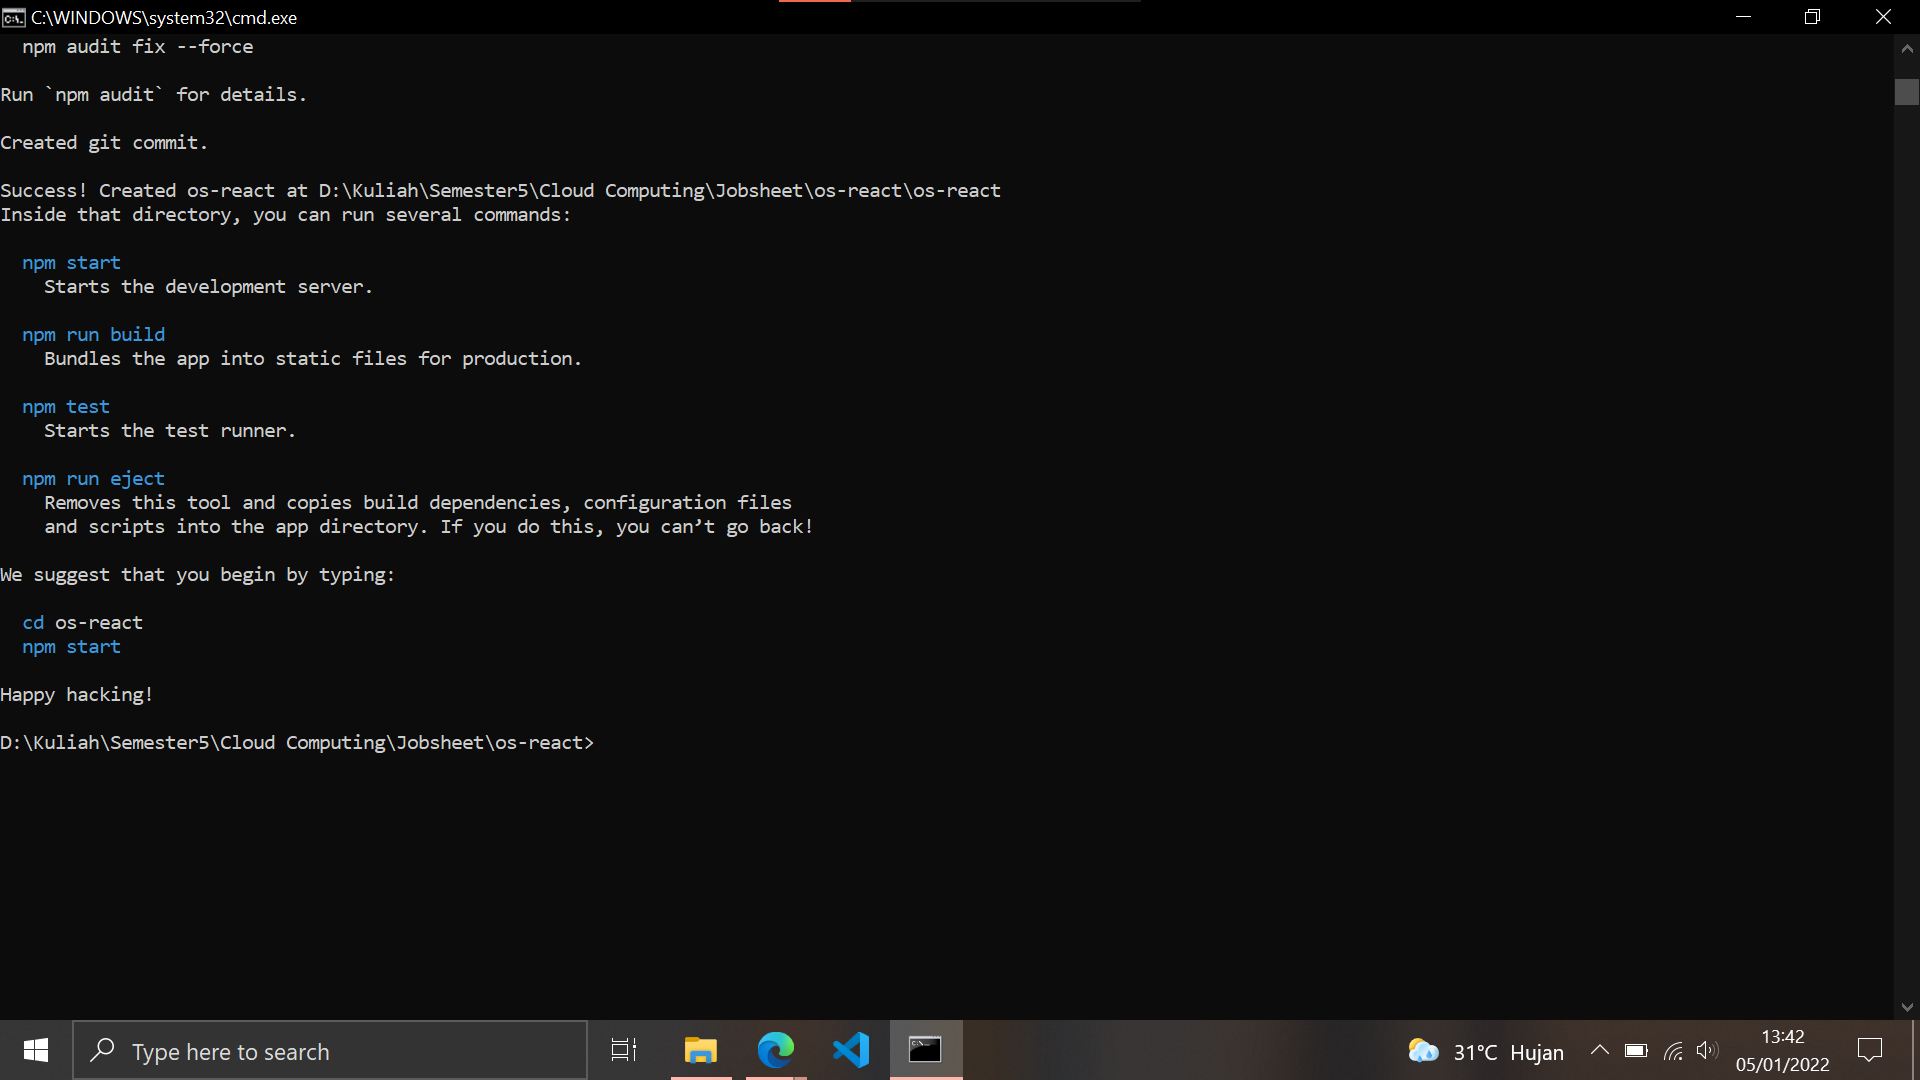 C:\WINDOWS\system32\cmd.exe
npm audit fix --force
Run `npm audit` for details.
Created git commit.
Success! Created os-react at D:\Kuliah\Semester5\Cloud Computing\Jobsheet\os-react\os-react
Inside that directory, you can run several commands:
npm start
Starts the development server.
npm run build
Bundles the app into static files for production.
npm test
Starts the test runner.
npm run eject
Removes this tool and copies build dependencies, configuration files
and scripts into the app directory. If you do this, you can’t go back!
We suggest that you begin by typing:
cd os-react
npm start
Happy hacking!
D:\Kuliah\Semester5\Cloud Computing\Jobsheet\os-react>
Type here to search
31°C Hujan
13:42
05/01/2022